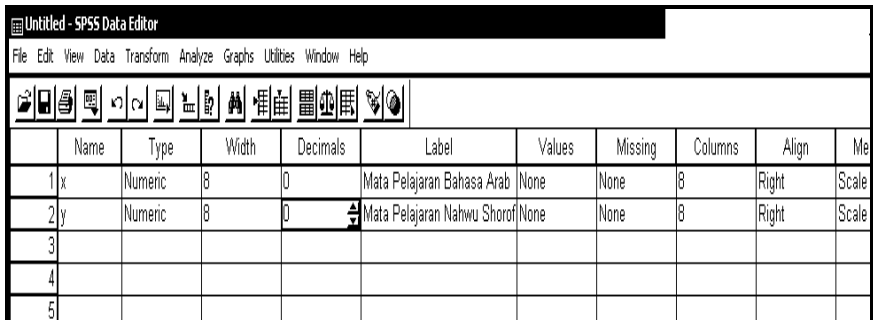 Untitled - SPSS Data Editor
File Edit View Data Transform Analyze Graphs Utilities Window Help
Name Type Width Decimals Label Values Missing Columns Align Me
1 x Numeric 8 0 Mata Pelajaran Bahasa Arab None None 8 Right Scale
2 y Numeric 8 0 Mata Pelajaran Nahwu Shorof None None 8 Right Scale
3
4
5